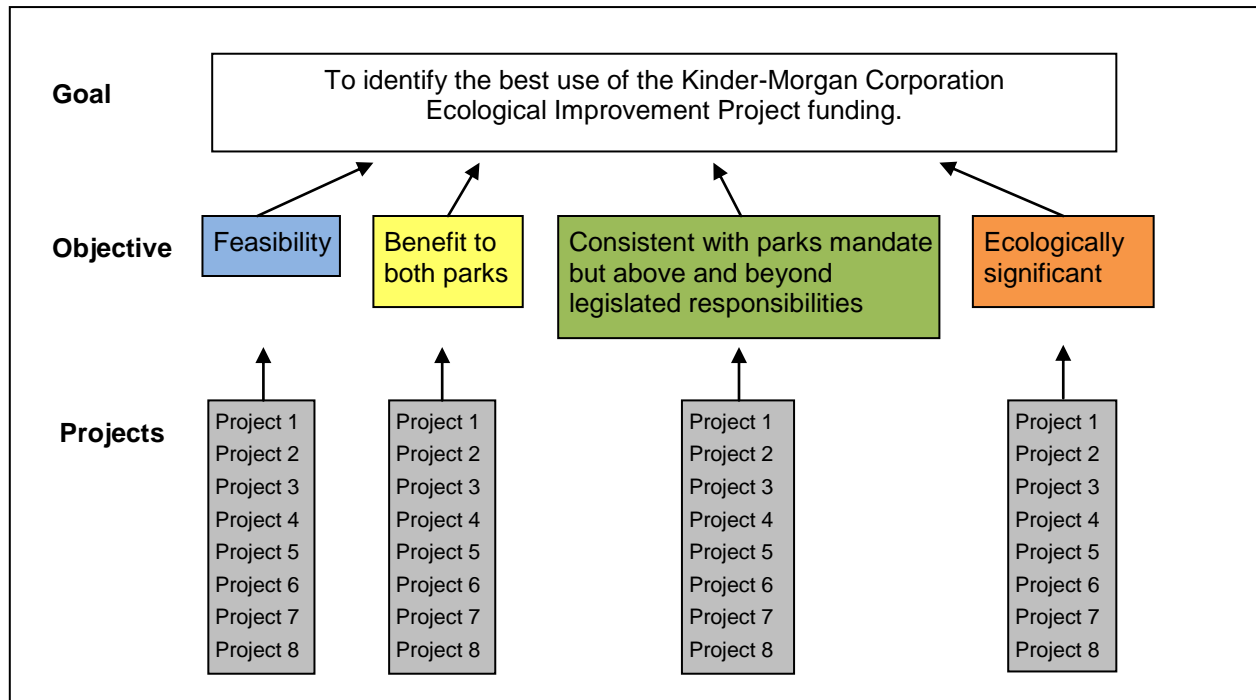 Goal
To identify the best use of the Kinder-Morgan Corporation
Ecological Improvement Project funding.
Objective
Feasibility
Benefit to
both parks
Consistent with parks mandate
but above and beyond
legislated responsibilities
Ecologically
significant
Projects
Project 1
Project 2
Project 3
Project 4
Project 5
Project 6
Project 7
Project 8
Project 1
Project 2
Project 3
Project 4
Project 5
Project 6
Project 7
Project 8
Project 1
Project 2
Project 3
Project 4
Project 5
Project 6
Project 7
Project 8
Project 1
Project 2
Project 3
Project 4
Project 5
Project 6
Project 7
Project 8